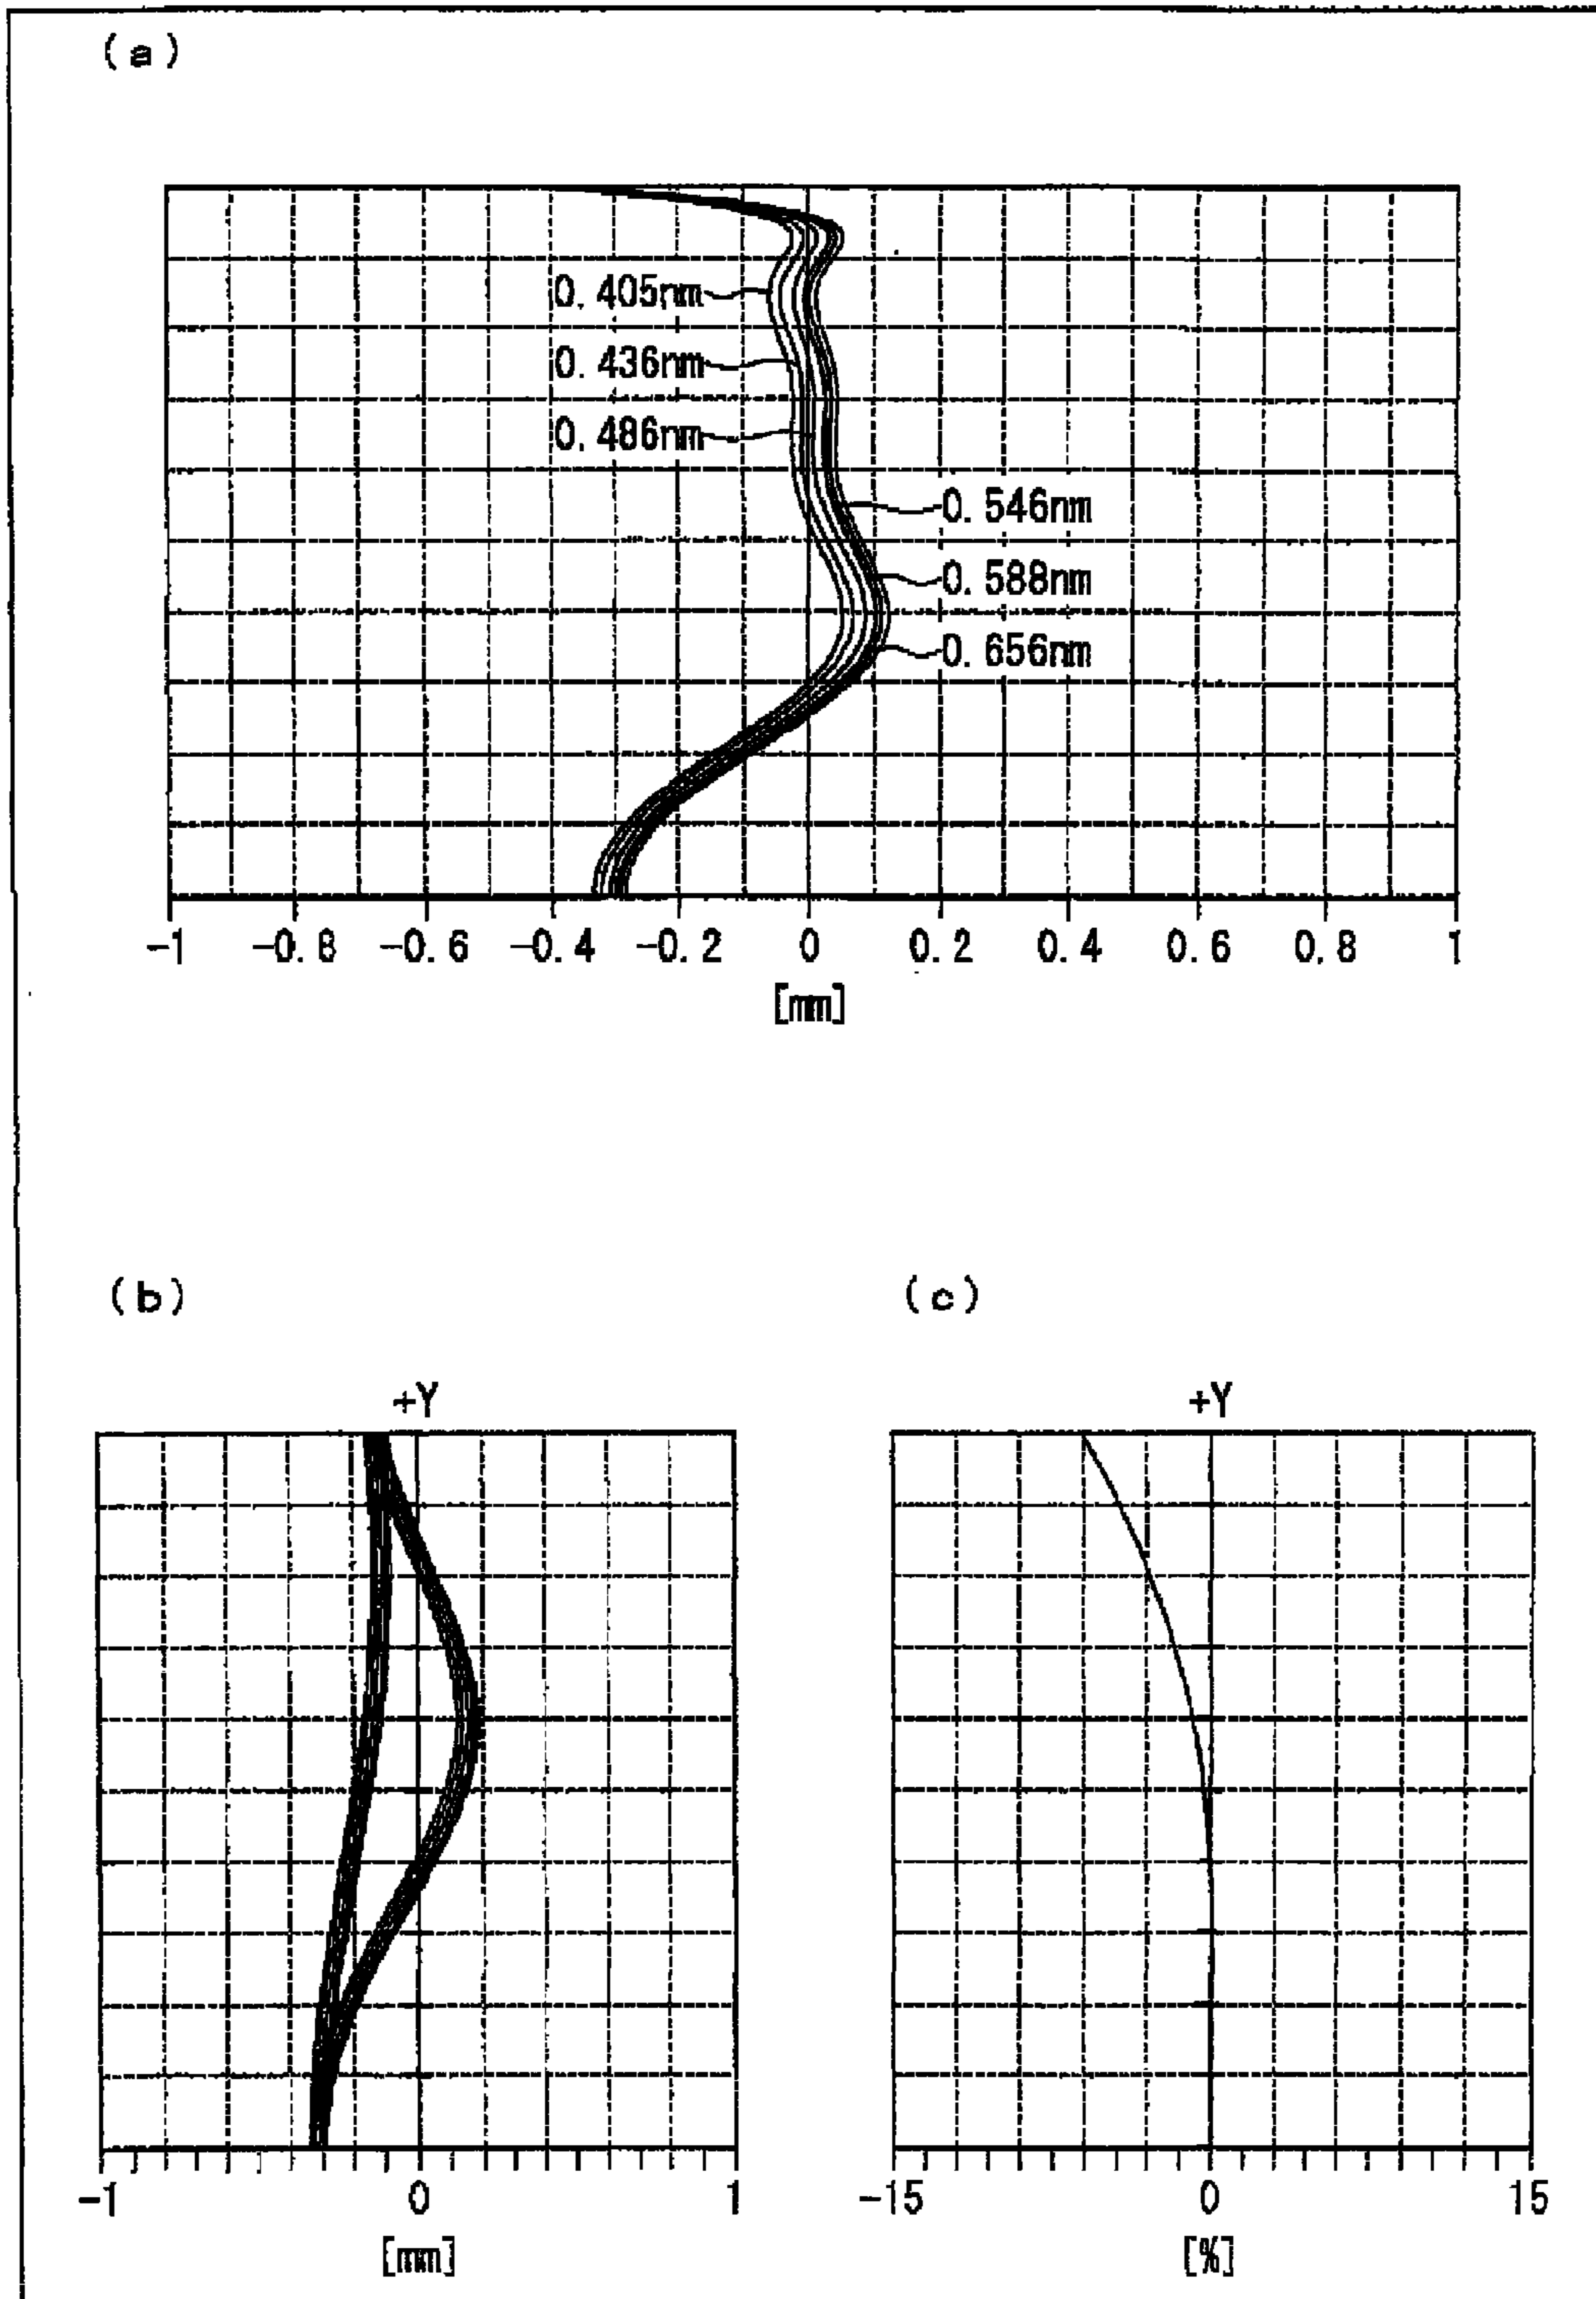 (a)
0.405nm
0.436nm
0.486nm
0.546nm
0.588nm
0.656nm
-1 -0.8 -0.6 -0.4 -0.2 0 0.2 0.4 0.6 0.8 1
[mm]
(b) (c)
+Y +Y
-1 0 1 -15 0 15
[mm] [%]